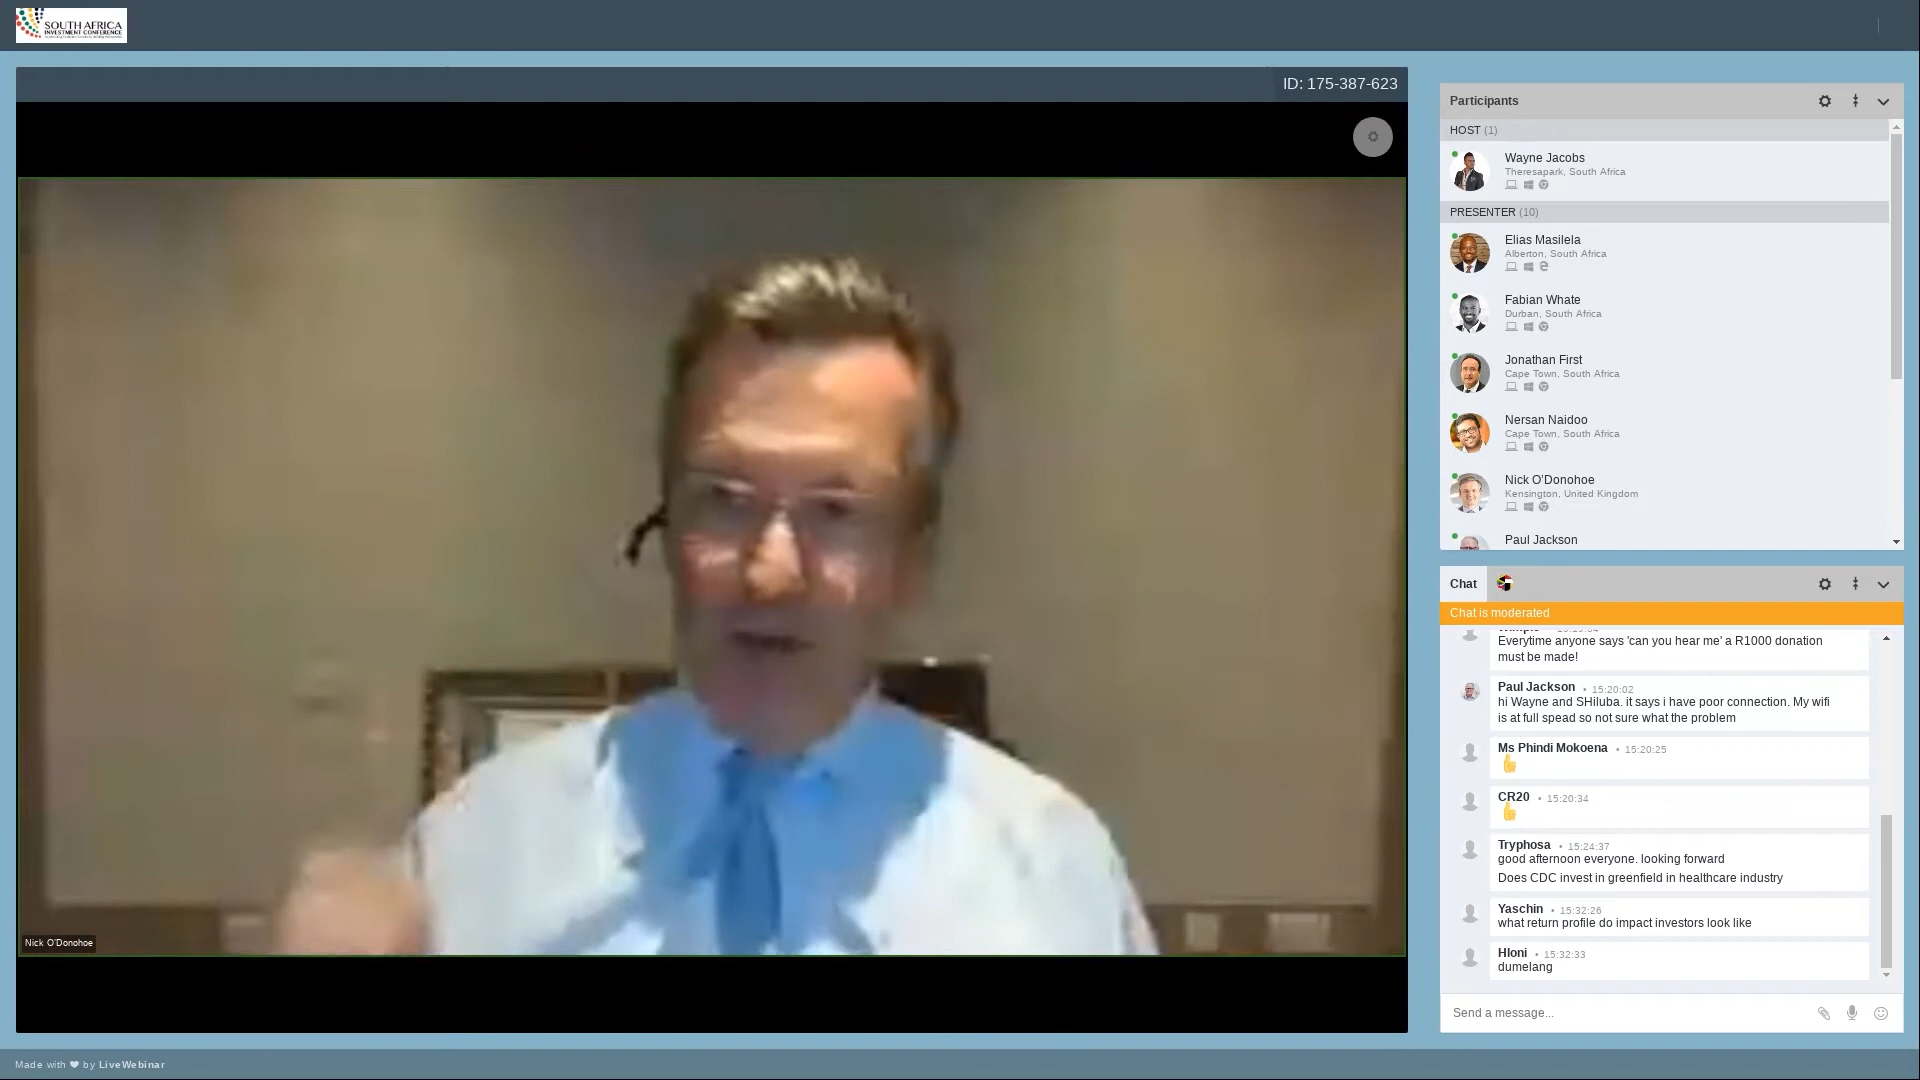 SOUTH AFRICA
INVESTMENT CONFERENCE
ID: 175-387-623
Nick O'Donohoe
Participants
HOST (1)
Wayne Jacobs
Theresapark, South Africa
PRESENTER (10)
Elias Masilela
Alberton, South Africa
Fabian Whate
Durban, South Africa
Jonathan First
Cape Town, South Africa
Nersan Naidoo
Cape Town, South Africa
Nick O'Donohoe
Kensington, United Kingdom
Paul Jackson
Chat
Chat is moderated
Everytime anyone says 'can you hear me' a R1000 donation
must be made!
Paul Jackson • 15:20:02
hi Wayne and SHiluba. it says i have poor connection. My wifi
is at full spead so not sure what the problem
Ms Phindi Mokoena • 15:20:25
CR20 • 15:20:34
Tryphosa • 15:24:37
good afternoon everyone. looking forward
Does CDC invest in greenfield in healthcare industry
Yaschin • 15:32:26
what return profile do impact investors look like
Hloni • 15:32:33
dumelang
Send a message...
Made with ❤ by LiveWebinar